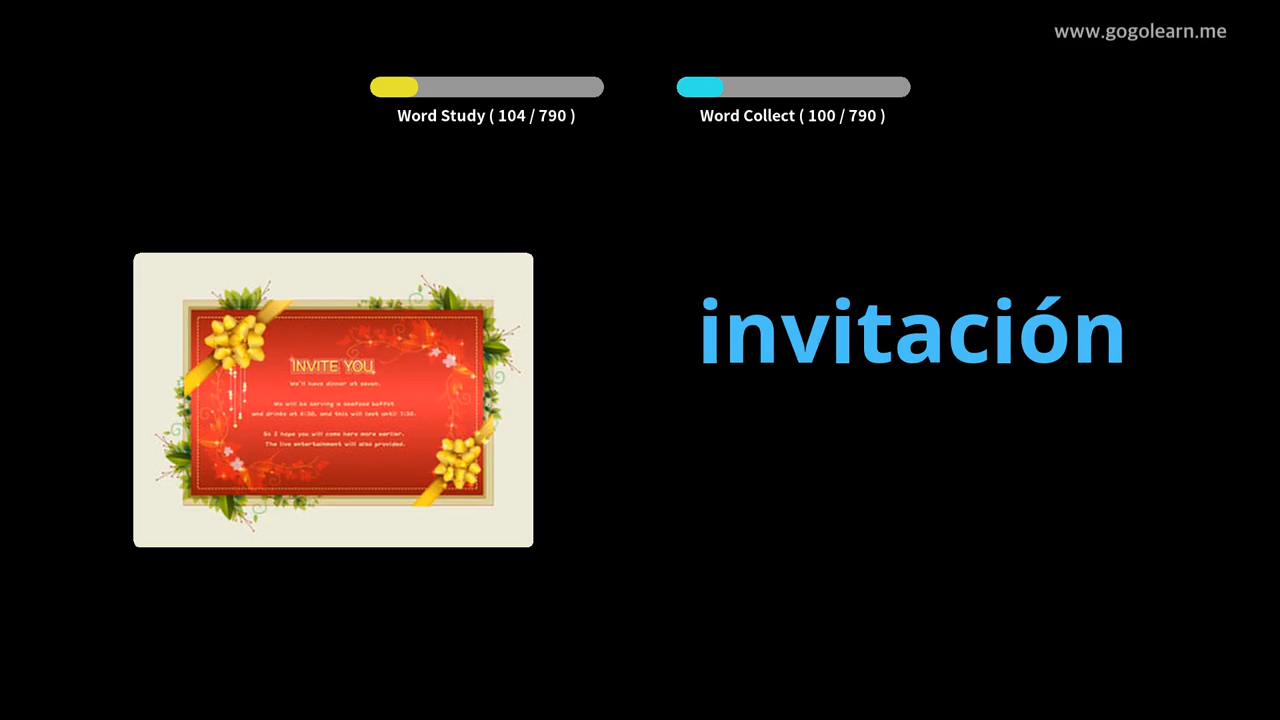 www.gogolearn.me
Word Study ( 104 / 790 )
Word Collect ( 100 / 790 )
INVITE YOU
We'll have dinner at seven.
We will be serving a seafood buffet
and drinks at 6:30, and this will last until 7:30.
So I hope you will come here more earlier.
The live entertainment will also provided.
invitación